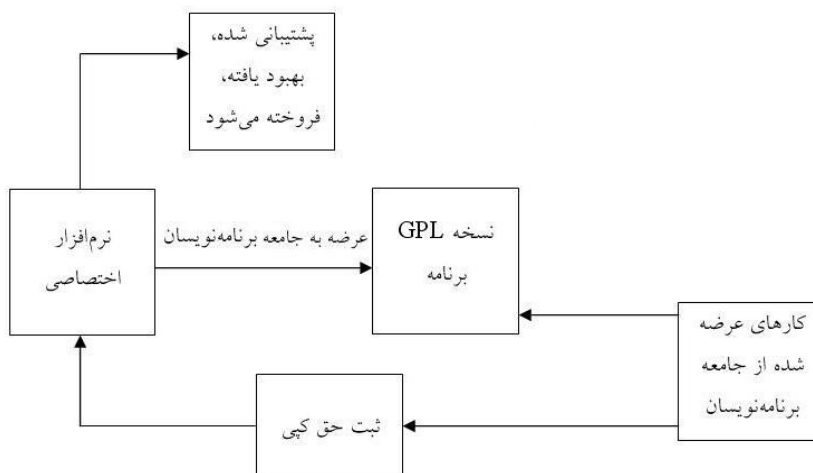 پشتیبانی شده،
بهبود یافته،
فروخته می‌شود
نرم‌افزار
اختصاصی
عرضه به جامعه برنامه‌نویسان
نسخه GPL
برنامه
کارهای عرضه
شده از جامعه
برنامه‌نویسان
ثبت حق کپی